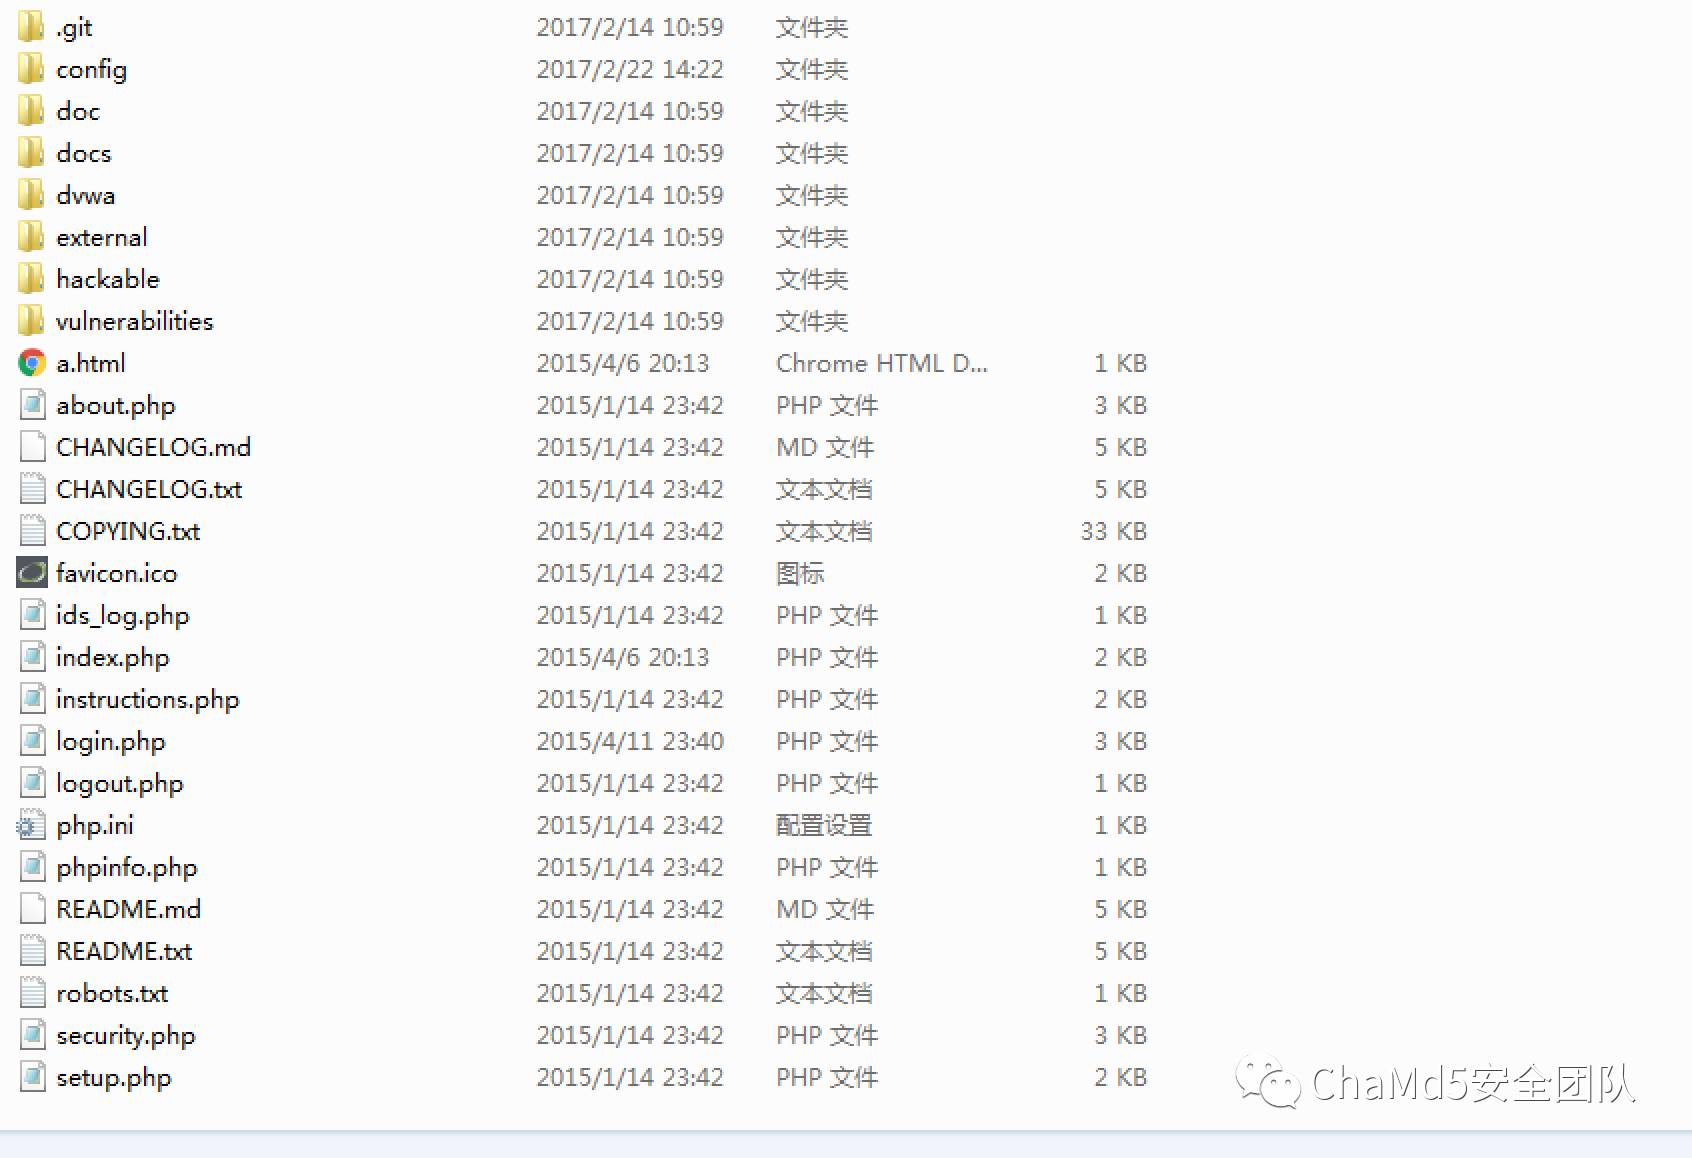 .git 2017/2/14 10:59 文件夹
config 2017/2/22 14:22 文件夹
doc 2017/2/14 10:59 文件夹
docs 2017/2/14 10:59 文件夹
dvwa 2017/2/14 10:59 文件夹
external 2017/2/14 10:59 文件夹
hackable 2017/2/14 10:59 文件夹
vulnerabilities 2017/2/14 10:59 文件夹
a.html 2015/4/6 20:13 Chrome HTML D... 1 KB
about.php 2015/1/14 23:42 PHP 文件 3 KB
CHANGELOG.md 2015/1/14 23:42 MD 文件 5 KB
CHANGELOG.txt 2015/1/14 23:42 文本文档 5 KB
COPYING.txt 2015/1/14 23:42 文本文档 33 KB
favicon.ico 2015/1/14 23:42 图标 2 KB
ids_log.php 2015/1/14 23:42 PHP 文件 1 KB
index.php 2015/4/6 20:13 PHP 文件 2 KB
instructions.php 2015/1/14 23:42 PHP 文件 2 KB
login.php 2015/4/11 23:40 PHP 文件 3 KB
logout.php 2015/1/14 23:42 PHP 文件 1 KB
php.ini 2015/1/14 23:42 配置设置 1 KB
phpinfo.php 2015/1/14 23:42 PHP 文件 1 KB
README.md 2015/1/14 23:42 MD 文件 5 KB
README.txt 2015/1/14 23:42 文本文档 5 KB
robots.txt 2015/1/14 23:42 文本文档 1 KB
security.php 2015/1/14 23:42 PHP 文件 3 KB
setup.php 2015/1/14 23:42 PHP 文件 2 KB
ChaMd5安全团队